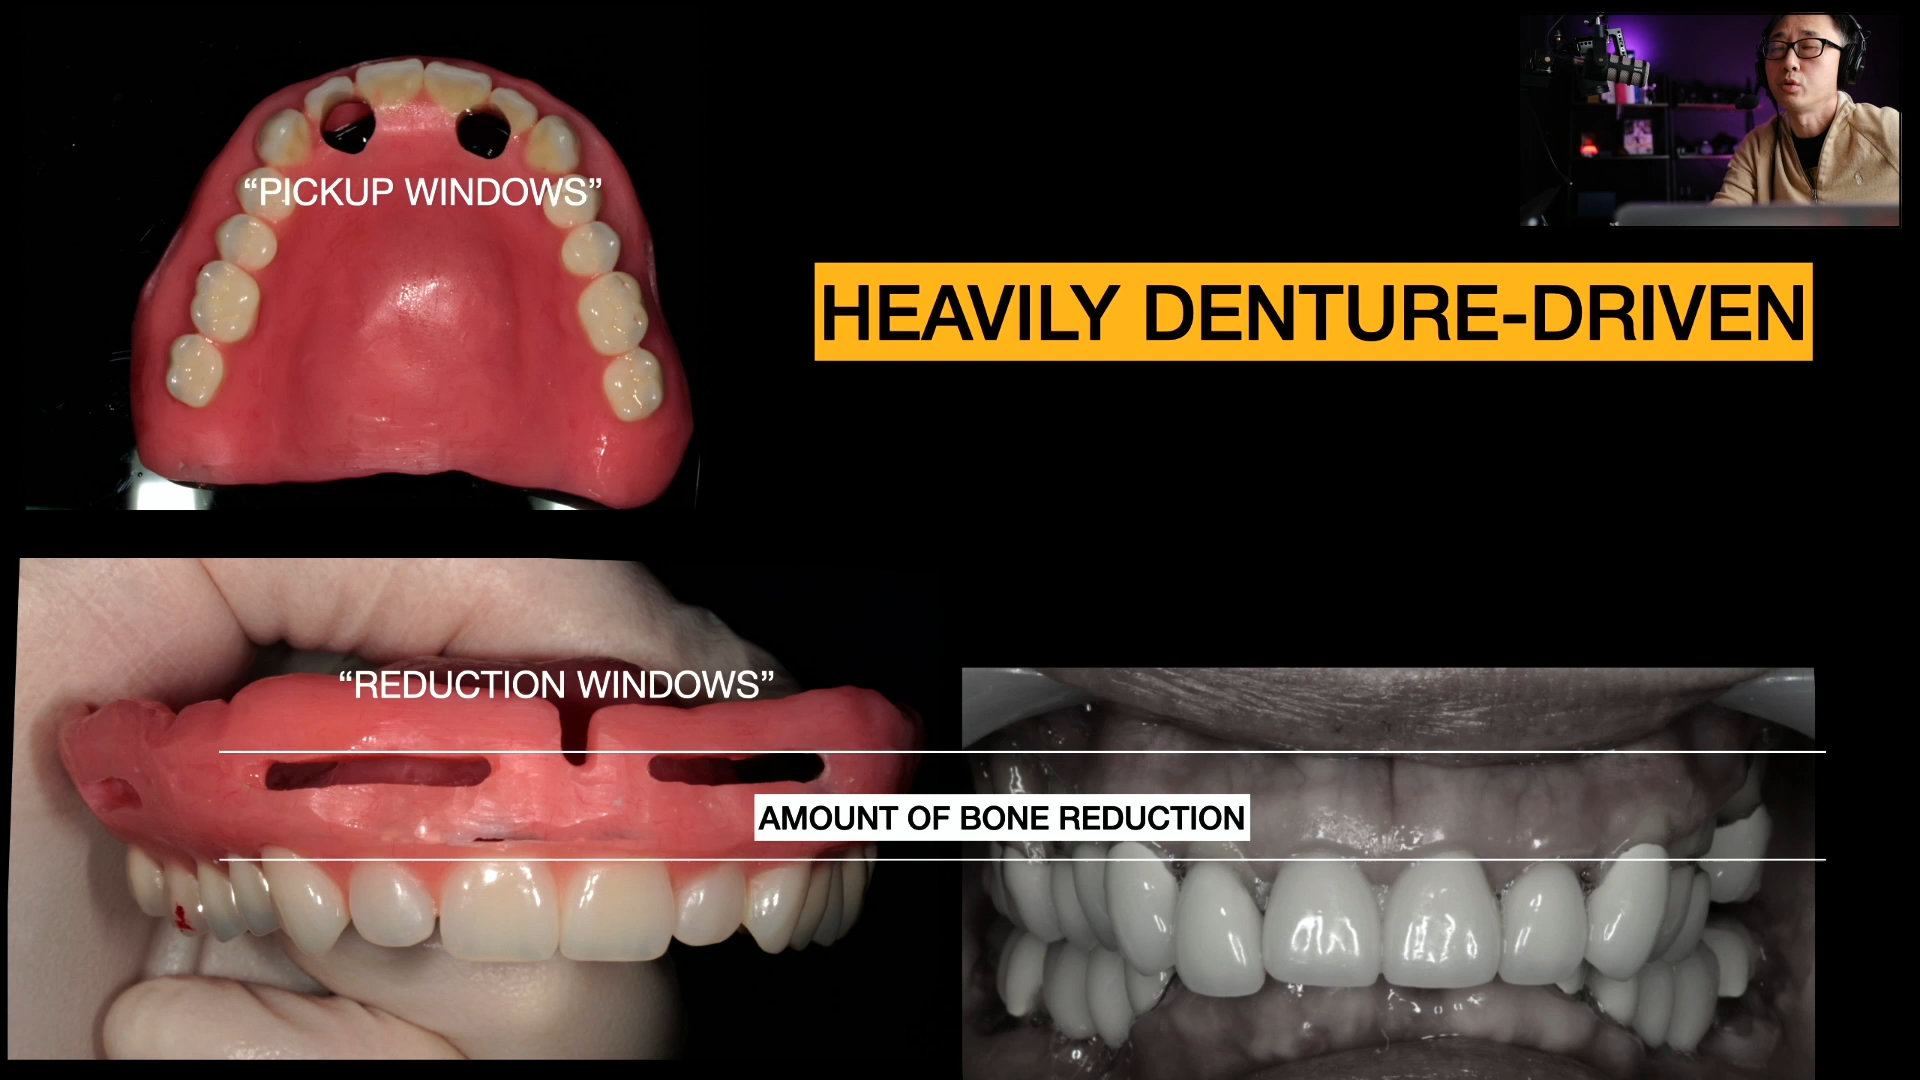 “PICKUP WINDOWS”
HEAVILY DENTURE-DRIVEN
“REDUCTION WINDOWS”
AMOUNT OF BONE REDUCTION